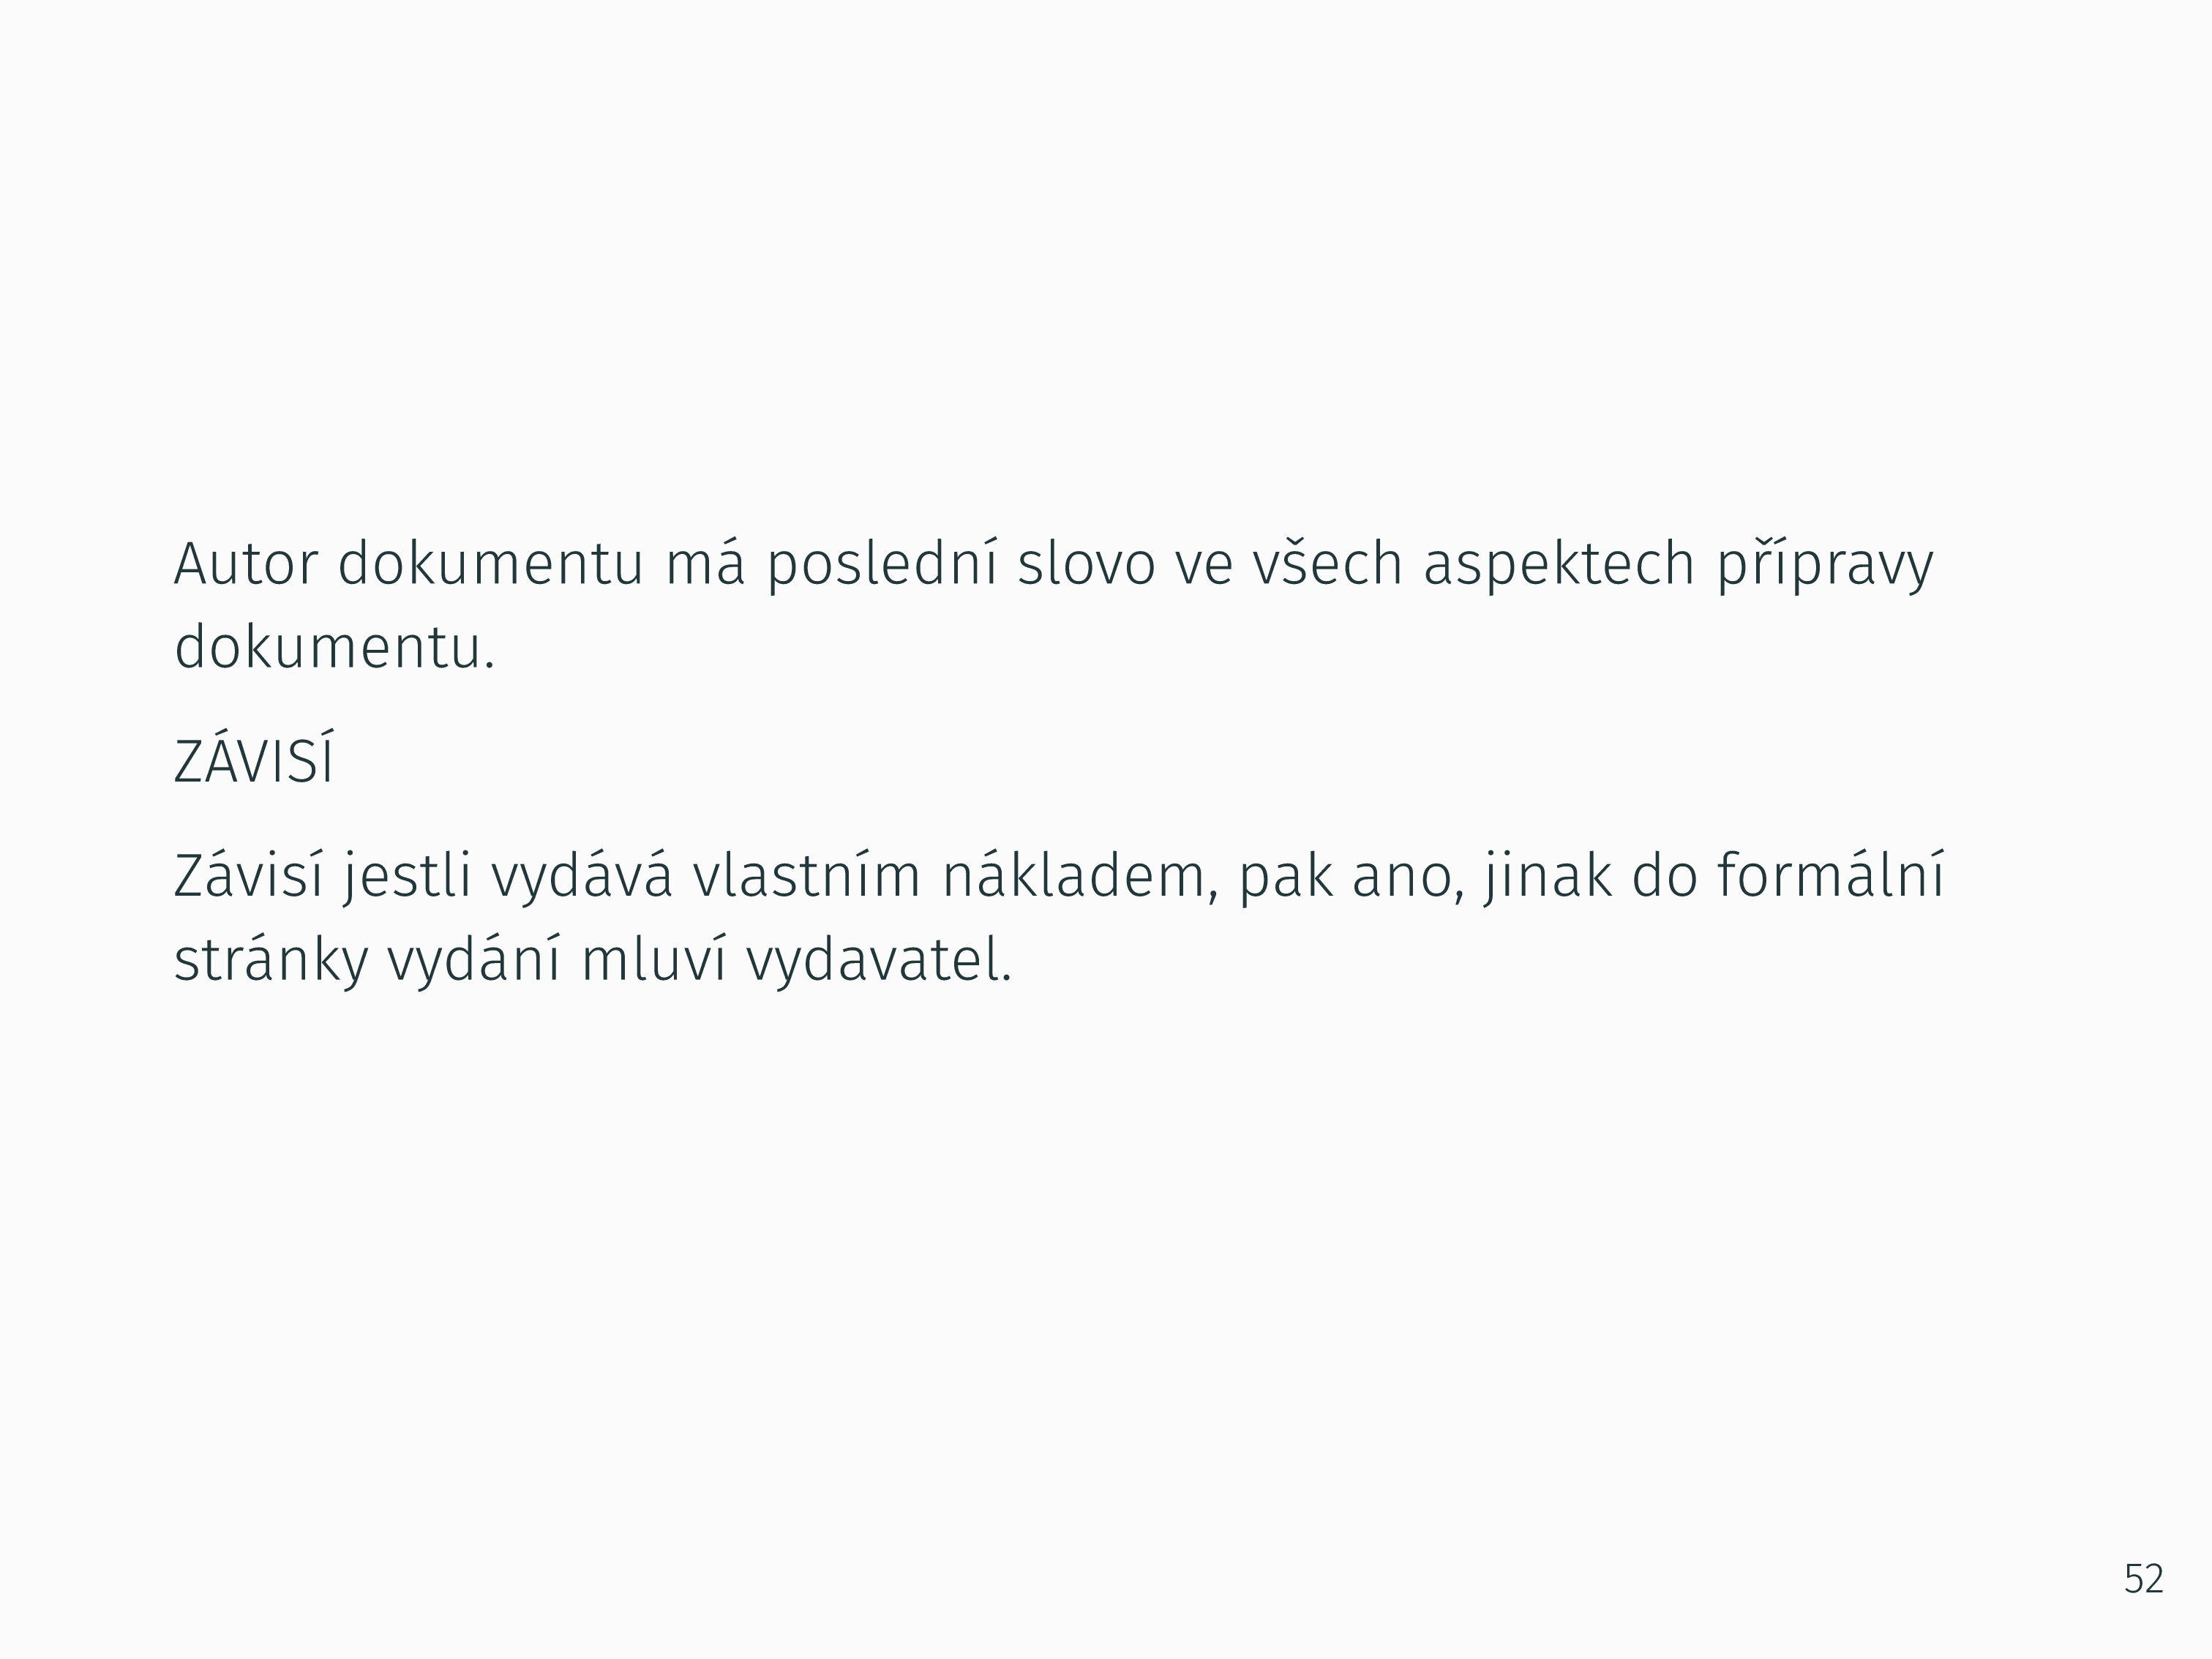 Autor dokumentu má poslední slovo ve všech aspektech přípravy
dokumentu.
ZÁVISÍ
Závisí jestli vydává vlastním nákladem, pak ano, jinak do formální
stránky vydání mluví vydavatel.
52